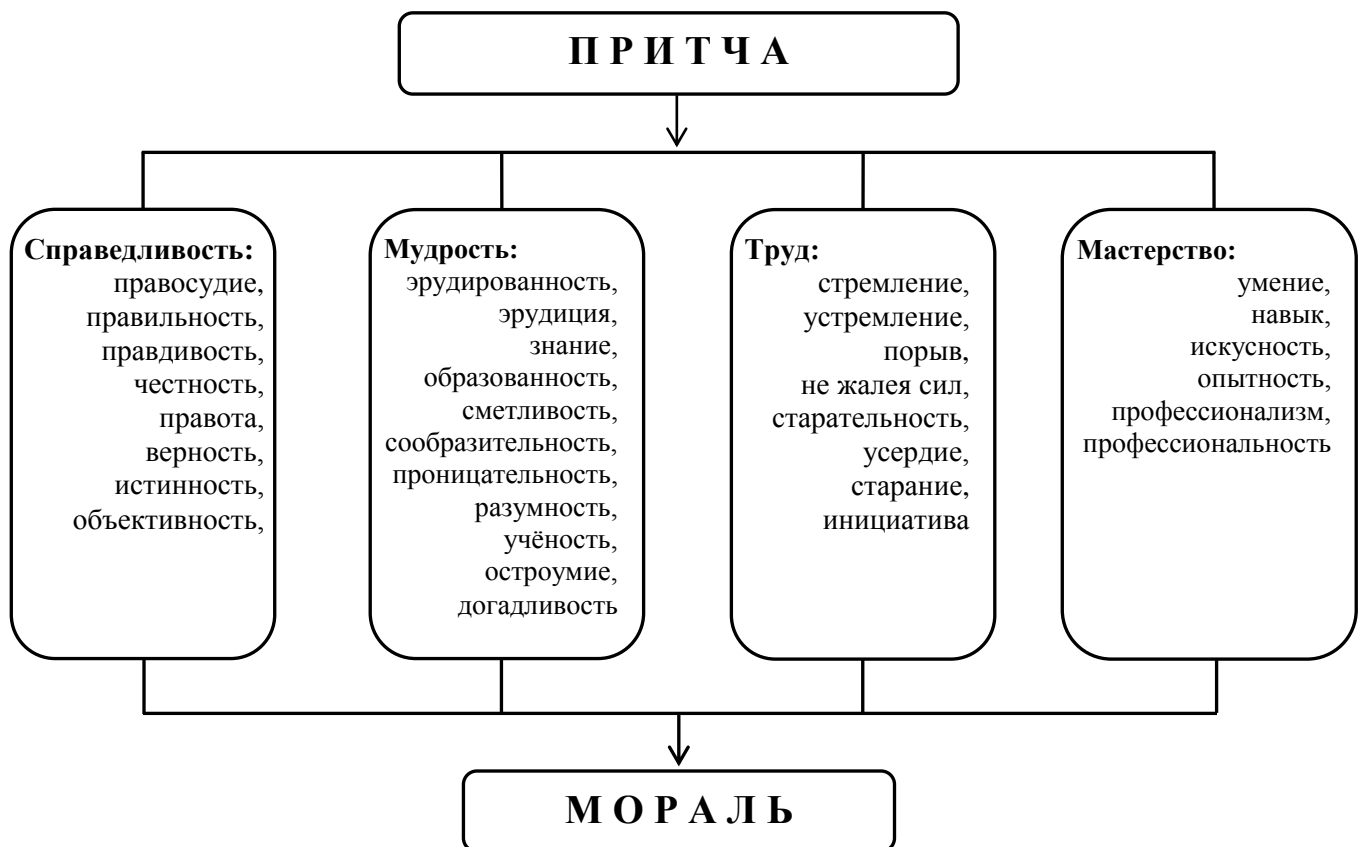 П Р И Т Ч А
Справедливость:
правосудие,
правильность,
правдивость,
честность,
правота,
верность,
истинность,
объективность,
Мудрость:
эрудированность,
эрудиция,
знание,
образованность,
сметливость,
сообразительность,
проницательность,
разумность,
учёность,
остроумие,
догадливость
Труд:
стремление,
устремление,
порыв,
не жалея сил,
старательность,
усердие,
старание,
инициатива
Мастерство:
умение,
навык,
искусность,
опытность,
профессионализм,
профессиональность
М О Р А Л Ь